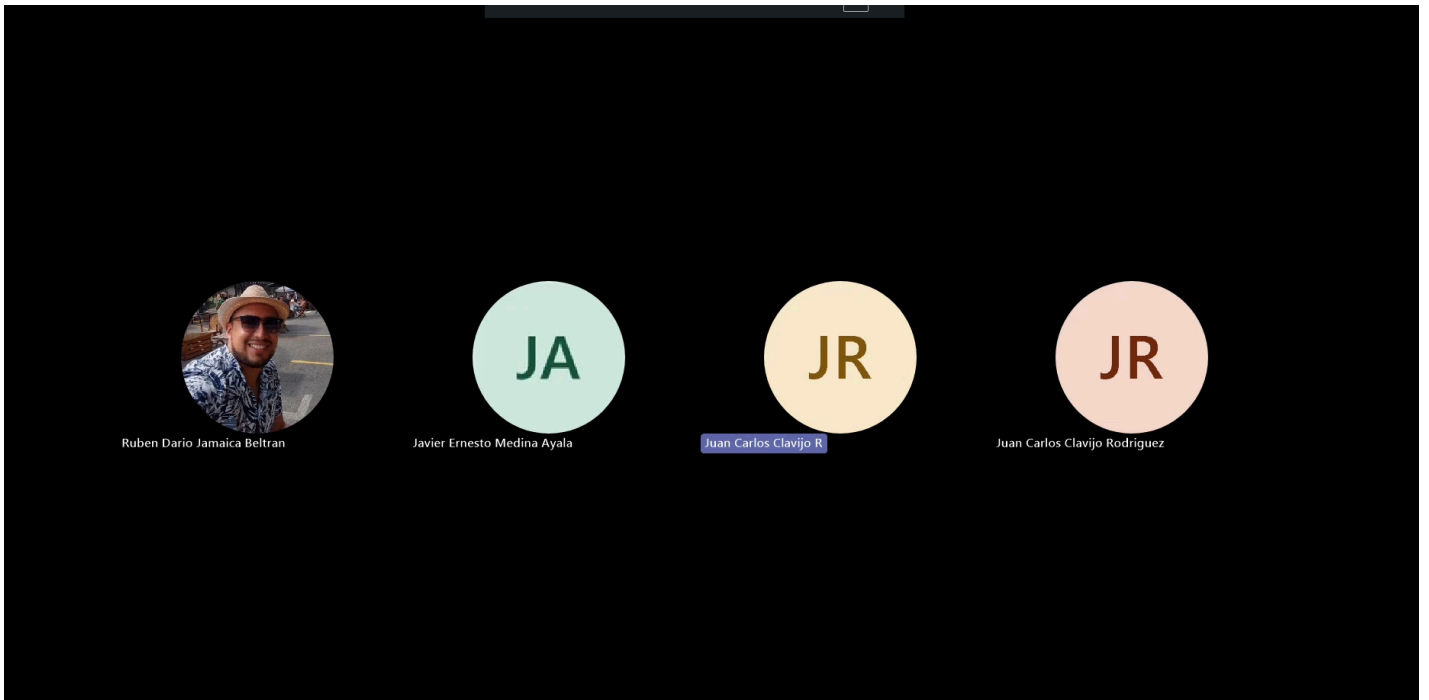 JA
JR
JR
Ruben Dario Jamaica Beltran
Javier Ernesto Medina Ayala
Juan Carlos Clavijo R
Juan Carlos Clavijo Rodriguez